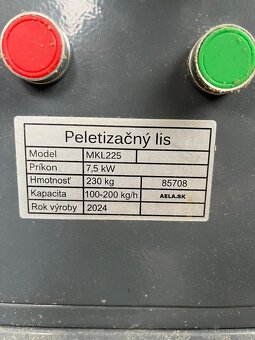 Peletizačný lis
Model MKL225
Príkon 7,5 kW
Hmotnosť 230 kg 85708
Kapacita 100-200 kg/h AELA.SK
Rok výroby 2024